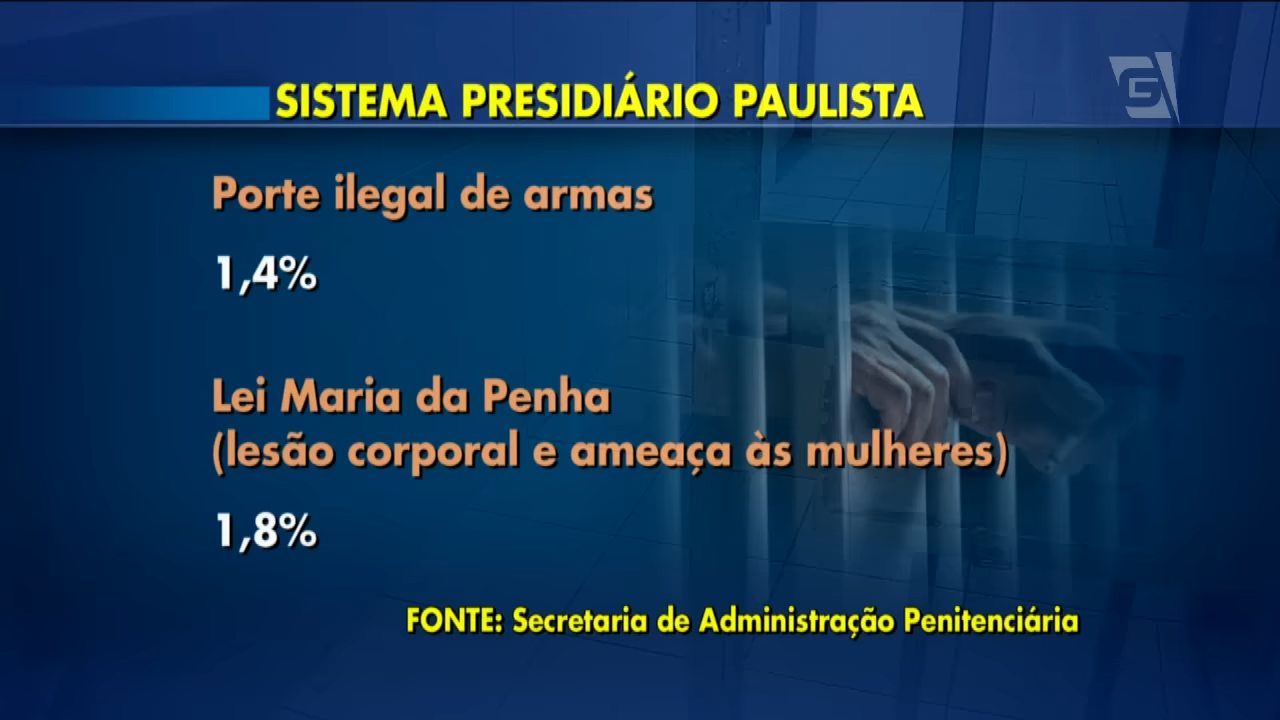 SISTEMA PRESIDIÁRIO PAULISTA
Porte ilegal de armas
1,4%
Lei Maria da Penha
(lesão corporal e ameaça às mulheres)
1,8%
FONTE: Secretaria de Administração Penitenciária